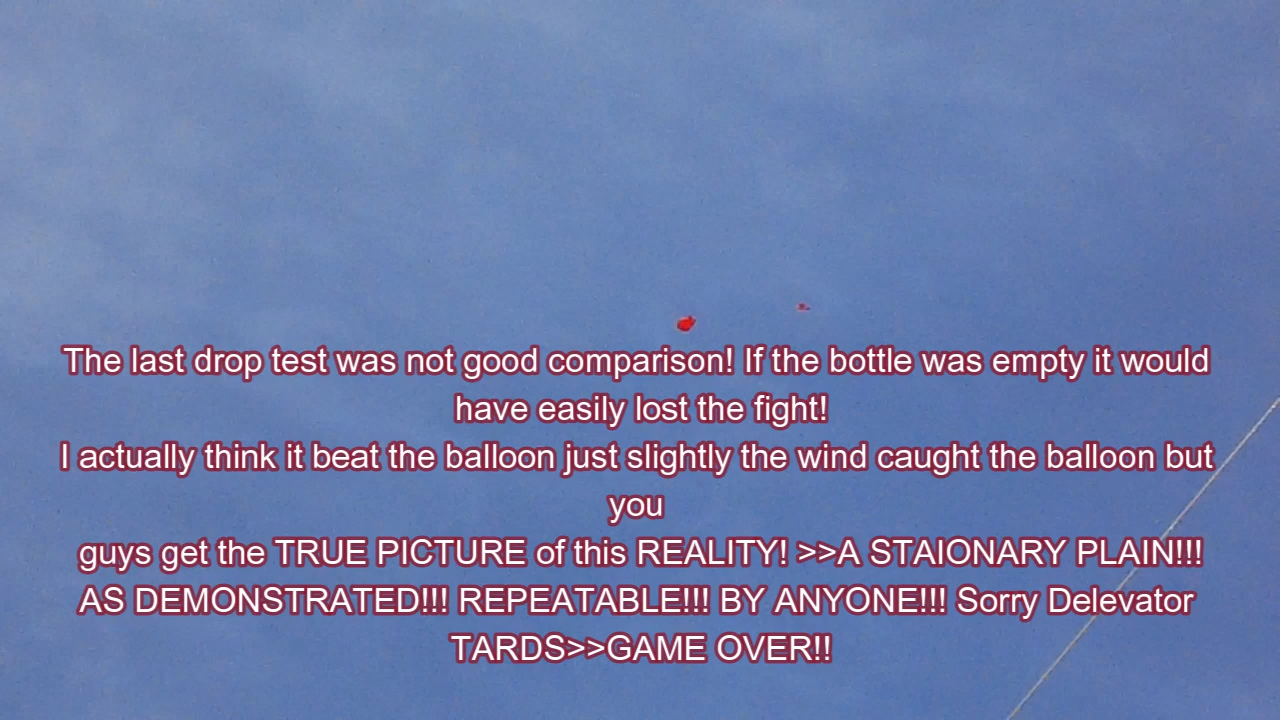 The last drop test was not good comparison! If the bottle was empty it would
have easily lost the fight!
I actually think it beat the balloon just slightly the wind caught the balloon but
you
guys get the TRUE PICTURE of this REALITY! >>A STAIONARY PLAIN!!!
AS DEMONSTRATED!!! REPEATABLE!!! BY ANYONE!!! Sorry Delevator
TARDS>>GAME OVER!!